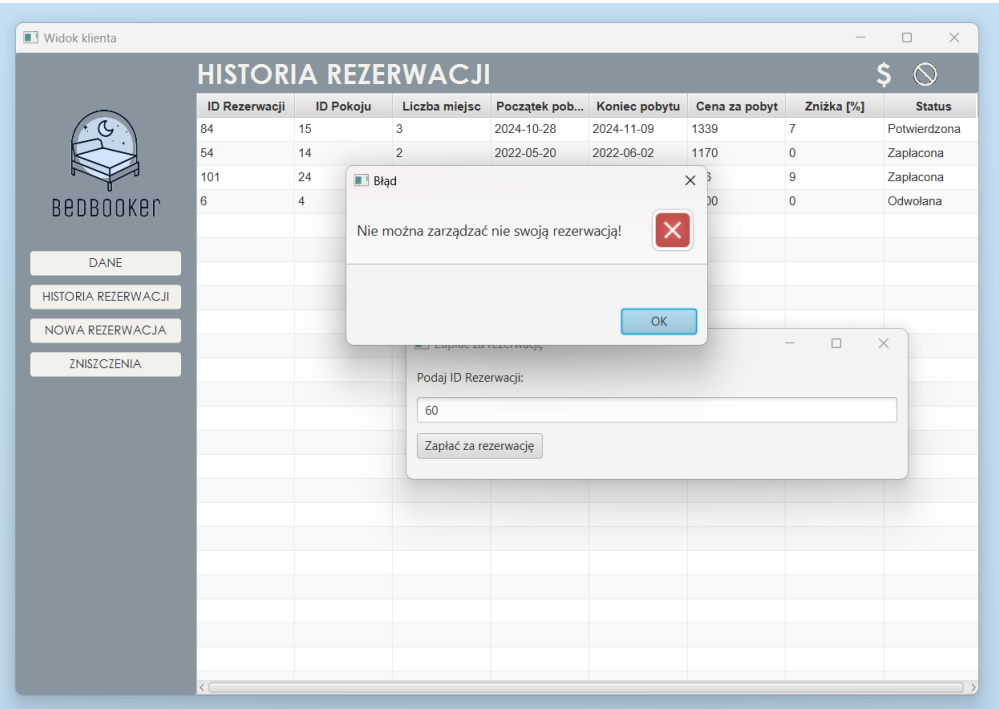 Widok klienta
HISTORIA REZERWACJI
$
BEDBOOKER
DANE
HISTORIA REZERWACJI
NOWA REZERWACJA
ZNISZCZENIA
ID Rezerwacji ID Pokoju Liczba miejsc Początek pob... Koniec pobytu Cena za pobyt Zniżka [%] Status
84 15 3 2024-10-28 2024-11-09 1339 7 Potwierdzona
54 14 2 2022-05-20 2022-06-02 1170 0 Zapłacona
101 24 9 Zapłacona
6 4 0 Odwołana
Błąd
Nie można zarządzać nie swoją rezerwacją!
OK
Zapłać za rezerwację
Podaj ID Rezerwacji:
60
Zapłać za rezerwację